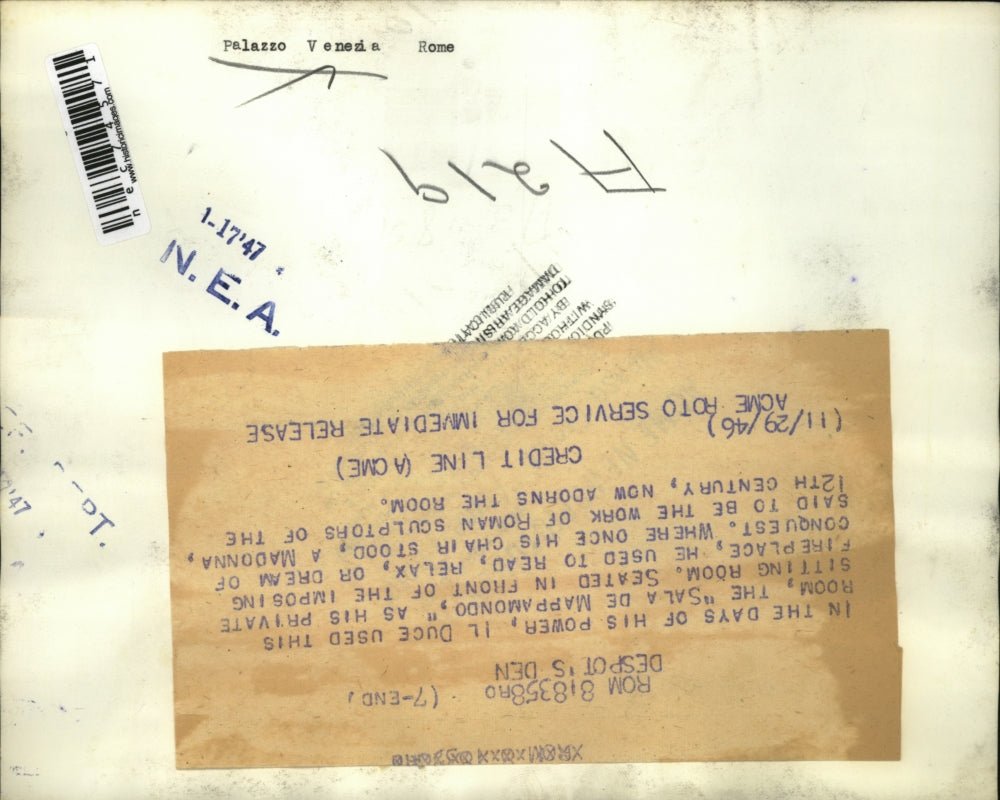 Palazzo Venezia Rome
www.historicimages.com
A219
1-17'47
N.E.A.
ROM 818358RO (7-END)
DESPOT'S DEN
IN THE DAYS OF HIS POWER, IL DUCE USED THIS
ROOM, THE "SALA DE MAPPAMONDO," AS HIS PRIVATE
SITTING ROOM. SEATED IN FRONT OF THE IMPOSING
FIREPLACE, HE USED TO READ, RELAX, OR DREAM OF
CONQUEST. WHERE ONCE HIS CHAIR STOOD, A MADONNA,
SAID TO BE THE WORK OF ROMAN SCULPTORS OF THE
12TH CENTURY, NOW ADORNS THE ROOM.
CREDIT LINE (ACME)
(11/29/46)
ACME ROTO SERVICE FOR IMMEDIATE RELEASE